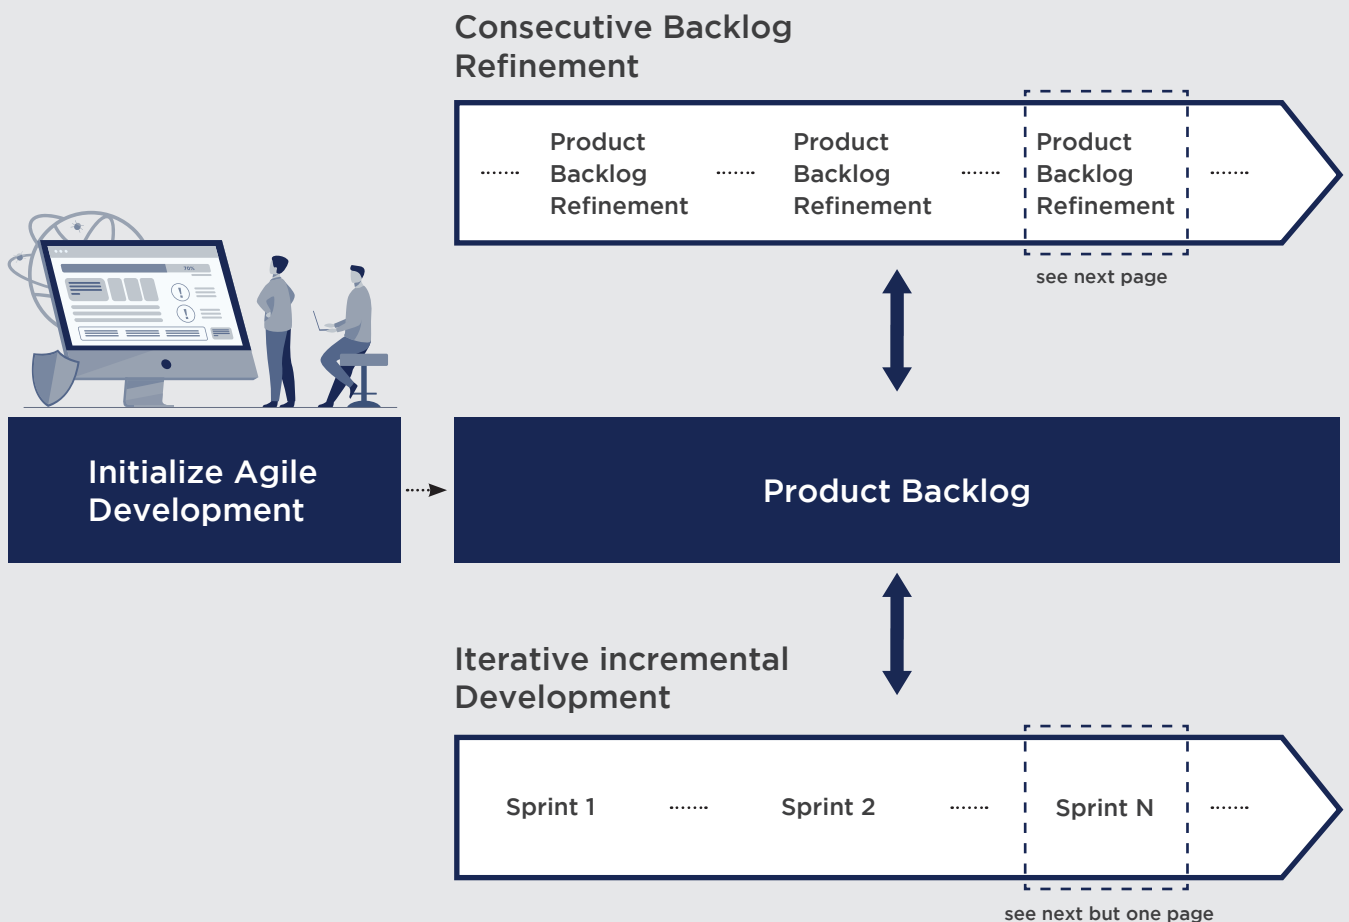 Consecutive Backlog
Refinement
Product
Backlog
Refinement
Product
Backlog
Refinement
Product
Backlog
Refinement
see next page
70%
Initialize Agile
Development
Product Backlog
Iterative incremental
Development
Sprint 1
Sprint 2
Sprint N
see next but one page